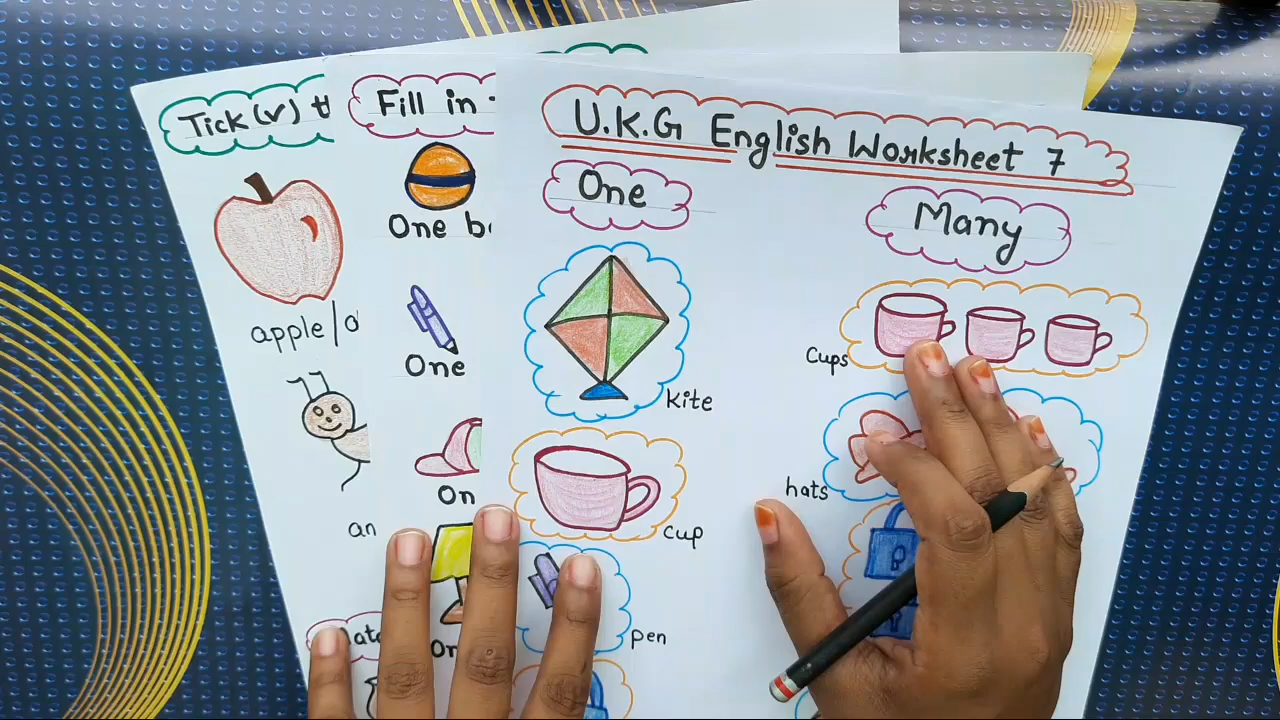 Tick(v) t
apple/a
an
Fill in
One b
One
On
On
U.K.G English Worksheet 7
One
Many
kite
cup
pen
Cups
hats